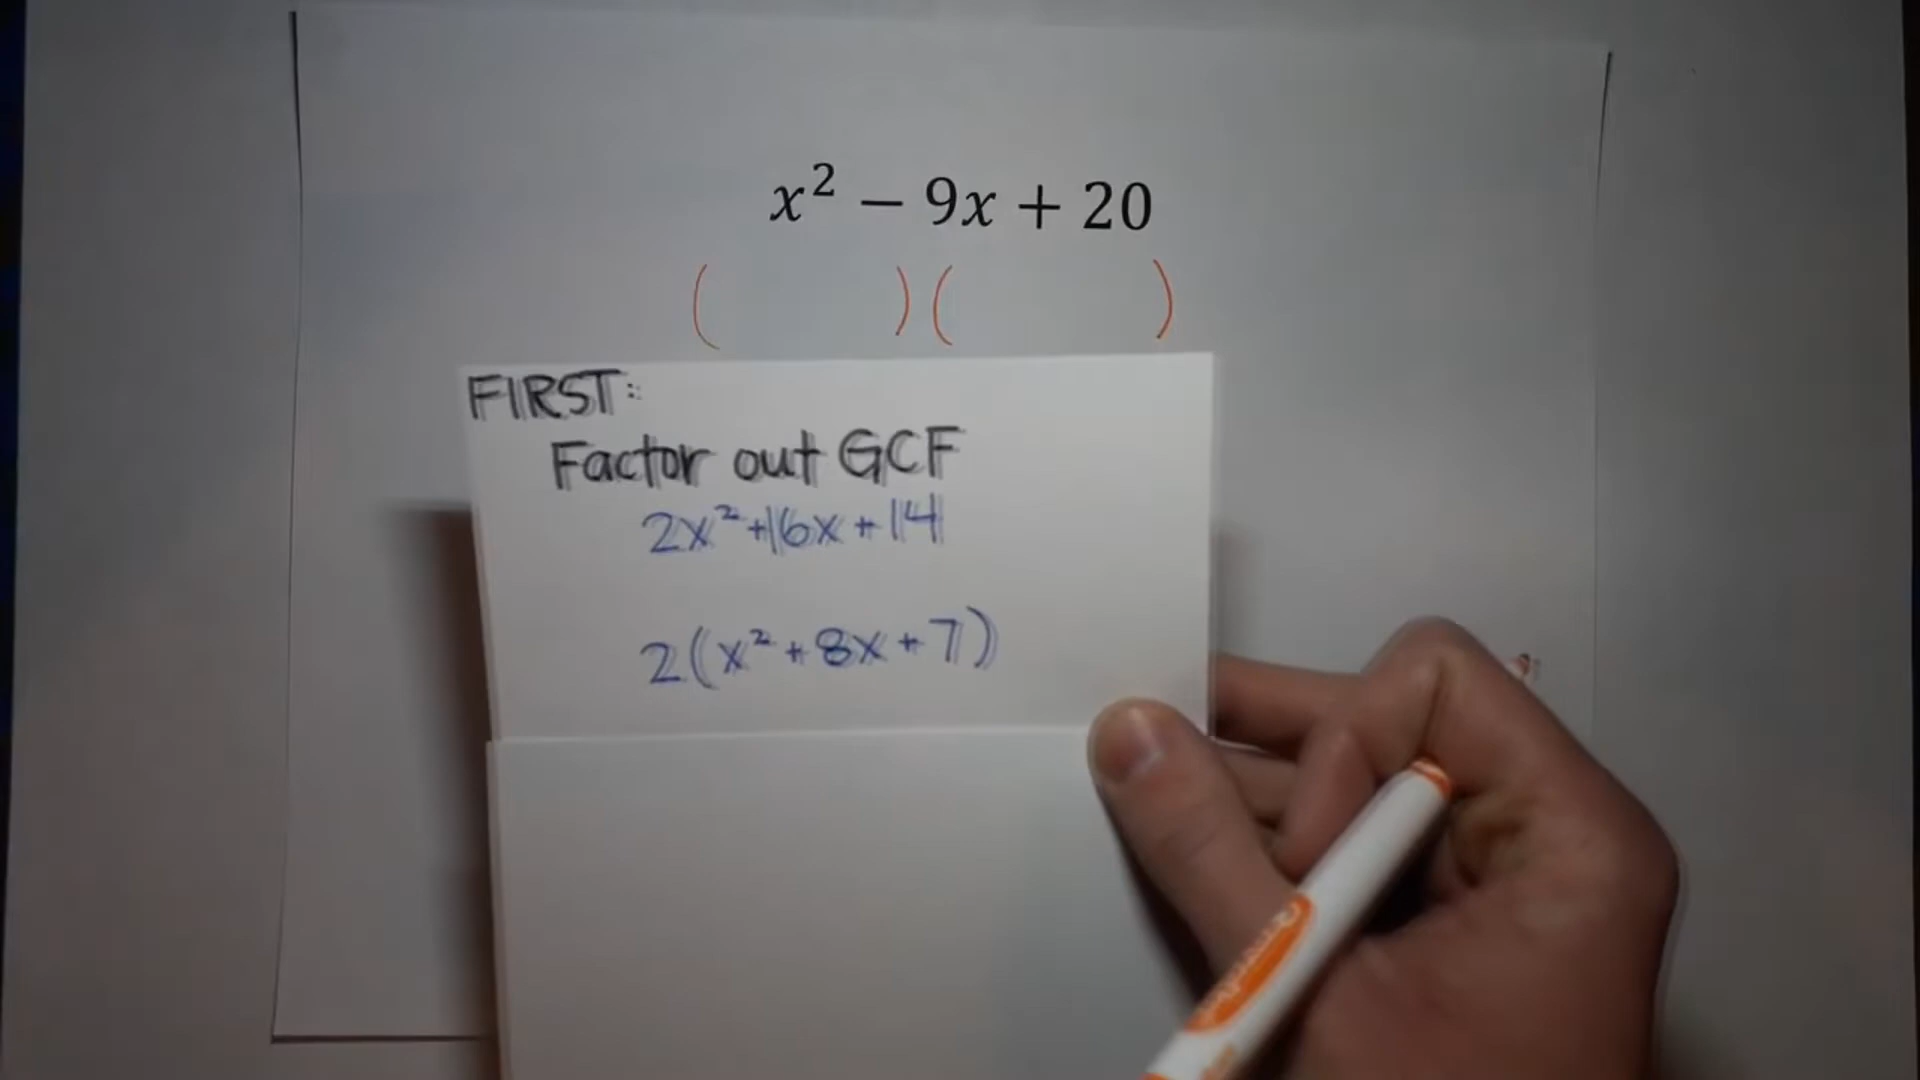 x² − 9x + 20
(        ) (        )
FIRST:
Factor out GCF
2x²+16x+14
2(x²+8x+7)